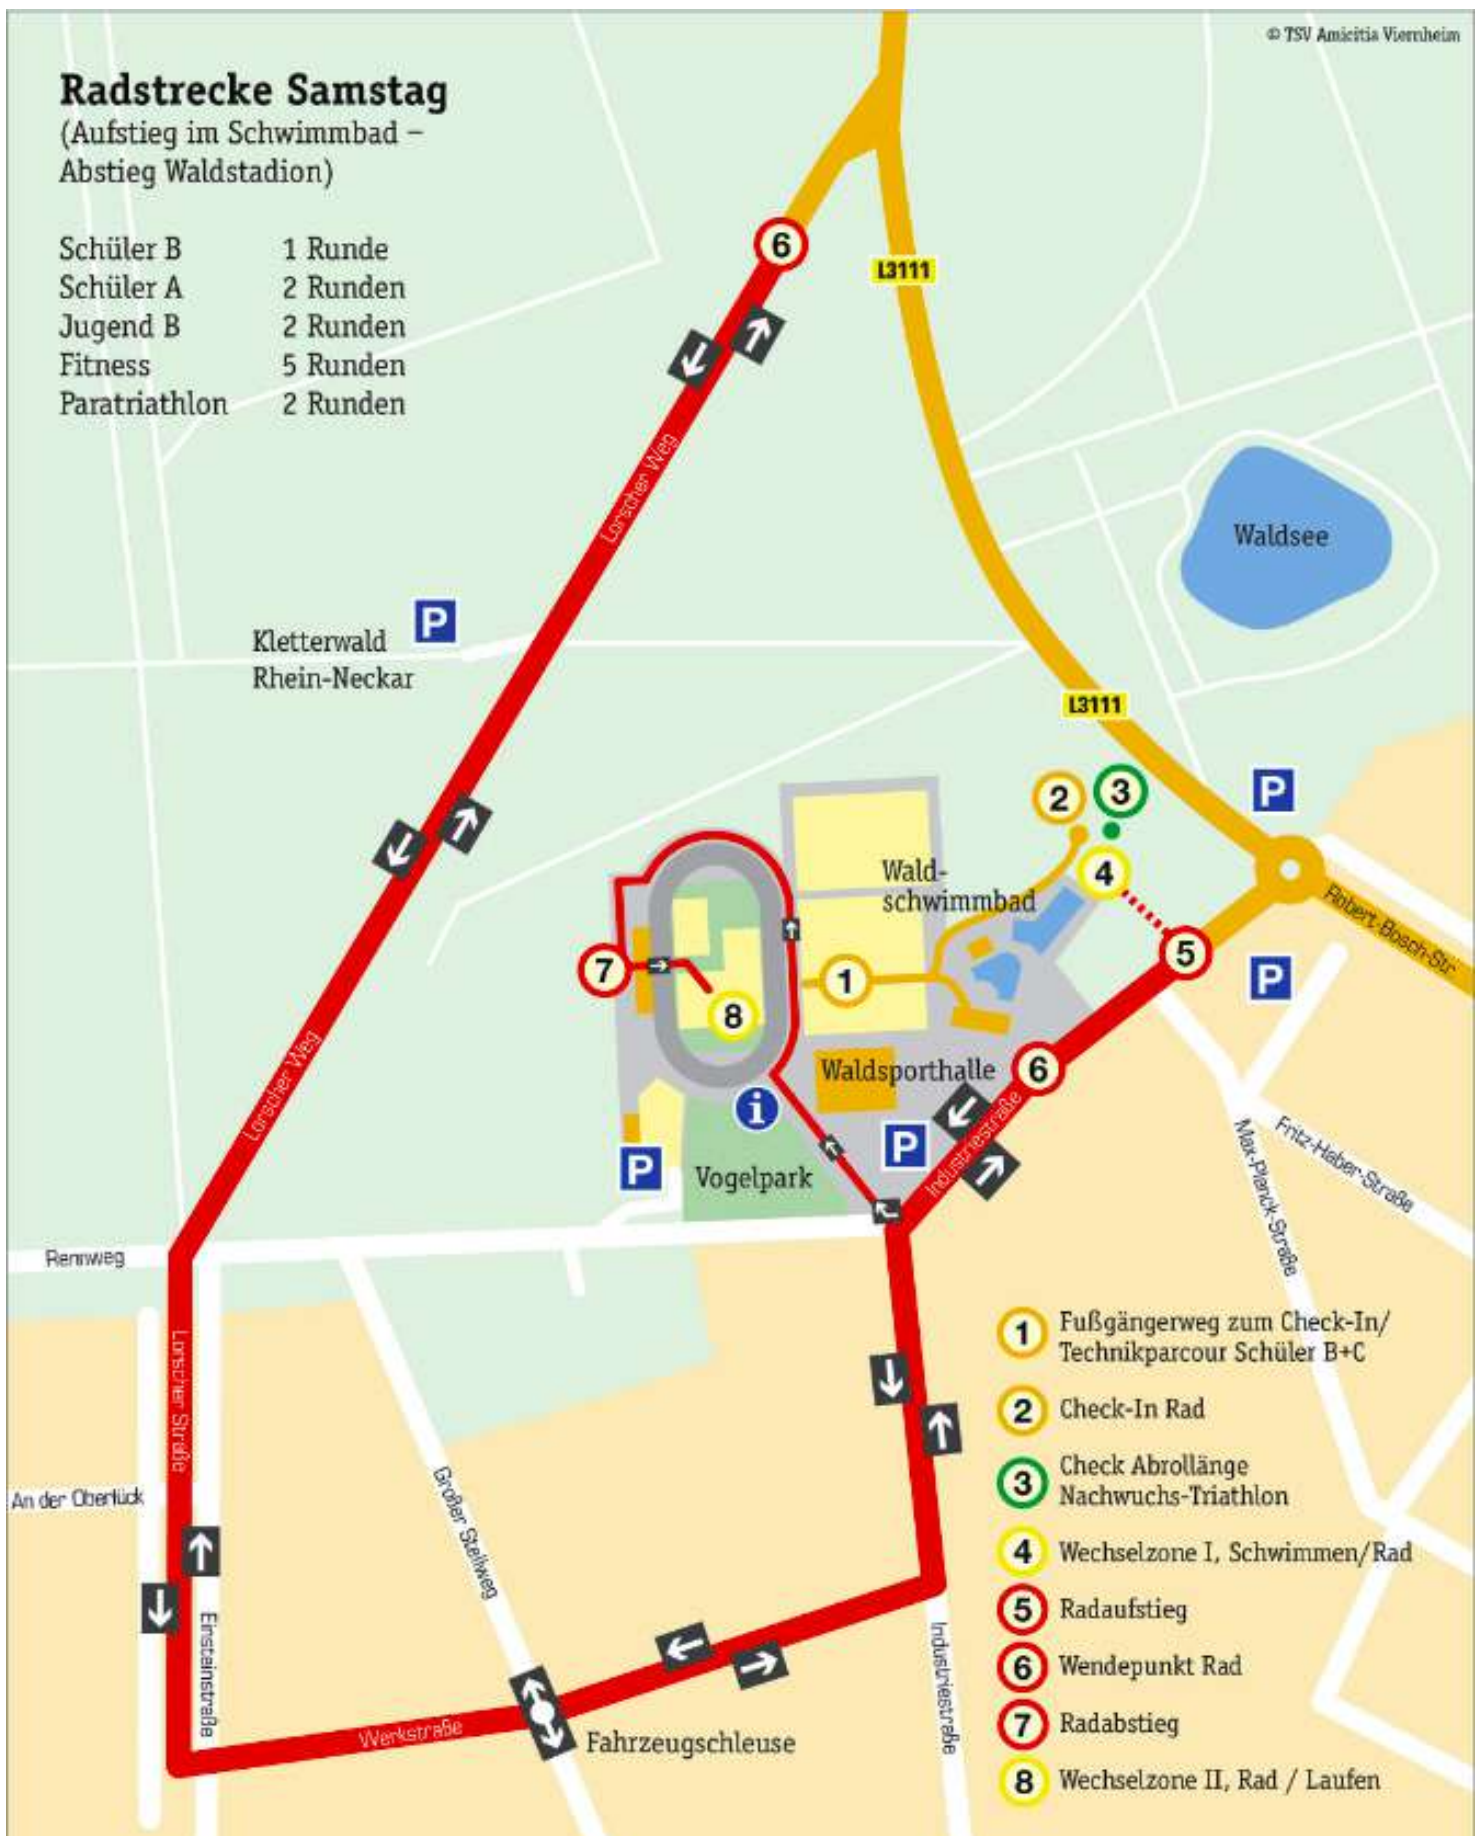 © TSV Amicitia Viernheim
Radstrecke Samstag
(Aufstieg im Schwimmbad –
Abstieg Waldstadion)
Schüler B 1 Runde
Schüler A 2 Runden
Jugend B 2 Runden
Fitness 5 Runden
Paratriathlon 2 Runden
6
L3111
Lorscher Weg
Waldsee
P
Kletterwald
Rhein-Neckar
L3111
P
2
3
4
Wald-
schwimmbad
Robert-Bosch-Str
5
P
7
1
8
Lorscher Weg
Waldsporthalle
6
i
Industriestraße
P
P
Vogelpark
Max-Planck-Straße
Fritz-Haber-Straße
Rennweg
Lorscher Straße
An der Oberlück
Großer Stellweg
Einsteinstraße
Industriestraße
Werkstraße
Fahrzeugschleuse
1 Fußgängerweg zum Check-In/
Technikparcour Schüler B+C
2 Check-In Rad
3 Check Abrollänge
Nachwuchs-Triathlon
4 Wechselzone I, Schwimmen/Rad
5 Radaufstieg
6 Wendepunkt Rad
7 Radabstieg
8 Wechselzone II, Rad / Laufen